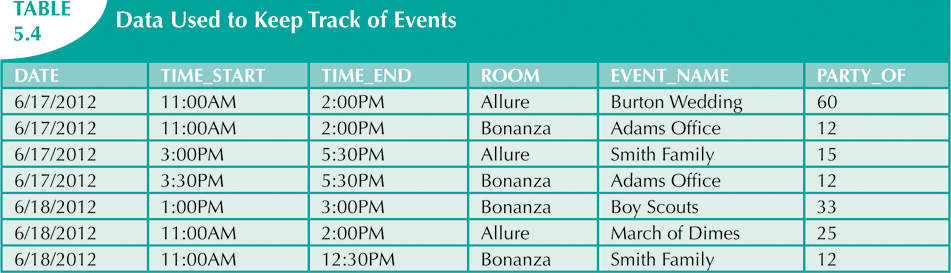 TABLE
5.4
Data Used to Keep Track of Events
DATE TIME_START TIME_END ROOM EVENT_NAME PARTY_OF
6/17/2012 11:00AM 2:00PM Allure Burton Wedding 60
6/17/2012 11:00AM 2:00PM Bonanza Adams Office 12
6/17/2012 3:00PM 5:30PM Allure Smith Family 15
6/17/2012 3:30PM 5:30PM Bonanza Adams Office 12
6/18/2012 1:00PM 3:00PM Bonanza Boy Scouts 33
6/18/2012 11:00AM 2:00PM Allure March of Dimes 25
6/18/2012 11:00AM 12:30PM Bonanza Smith Family 12